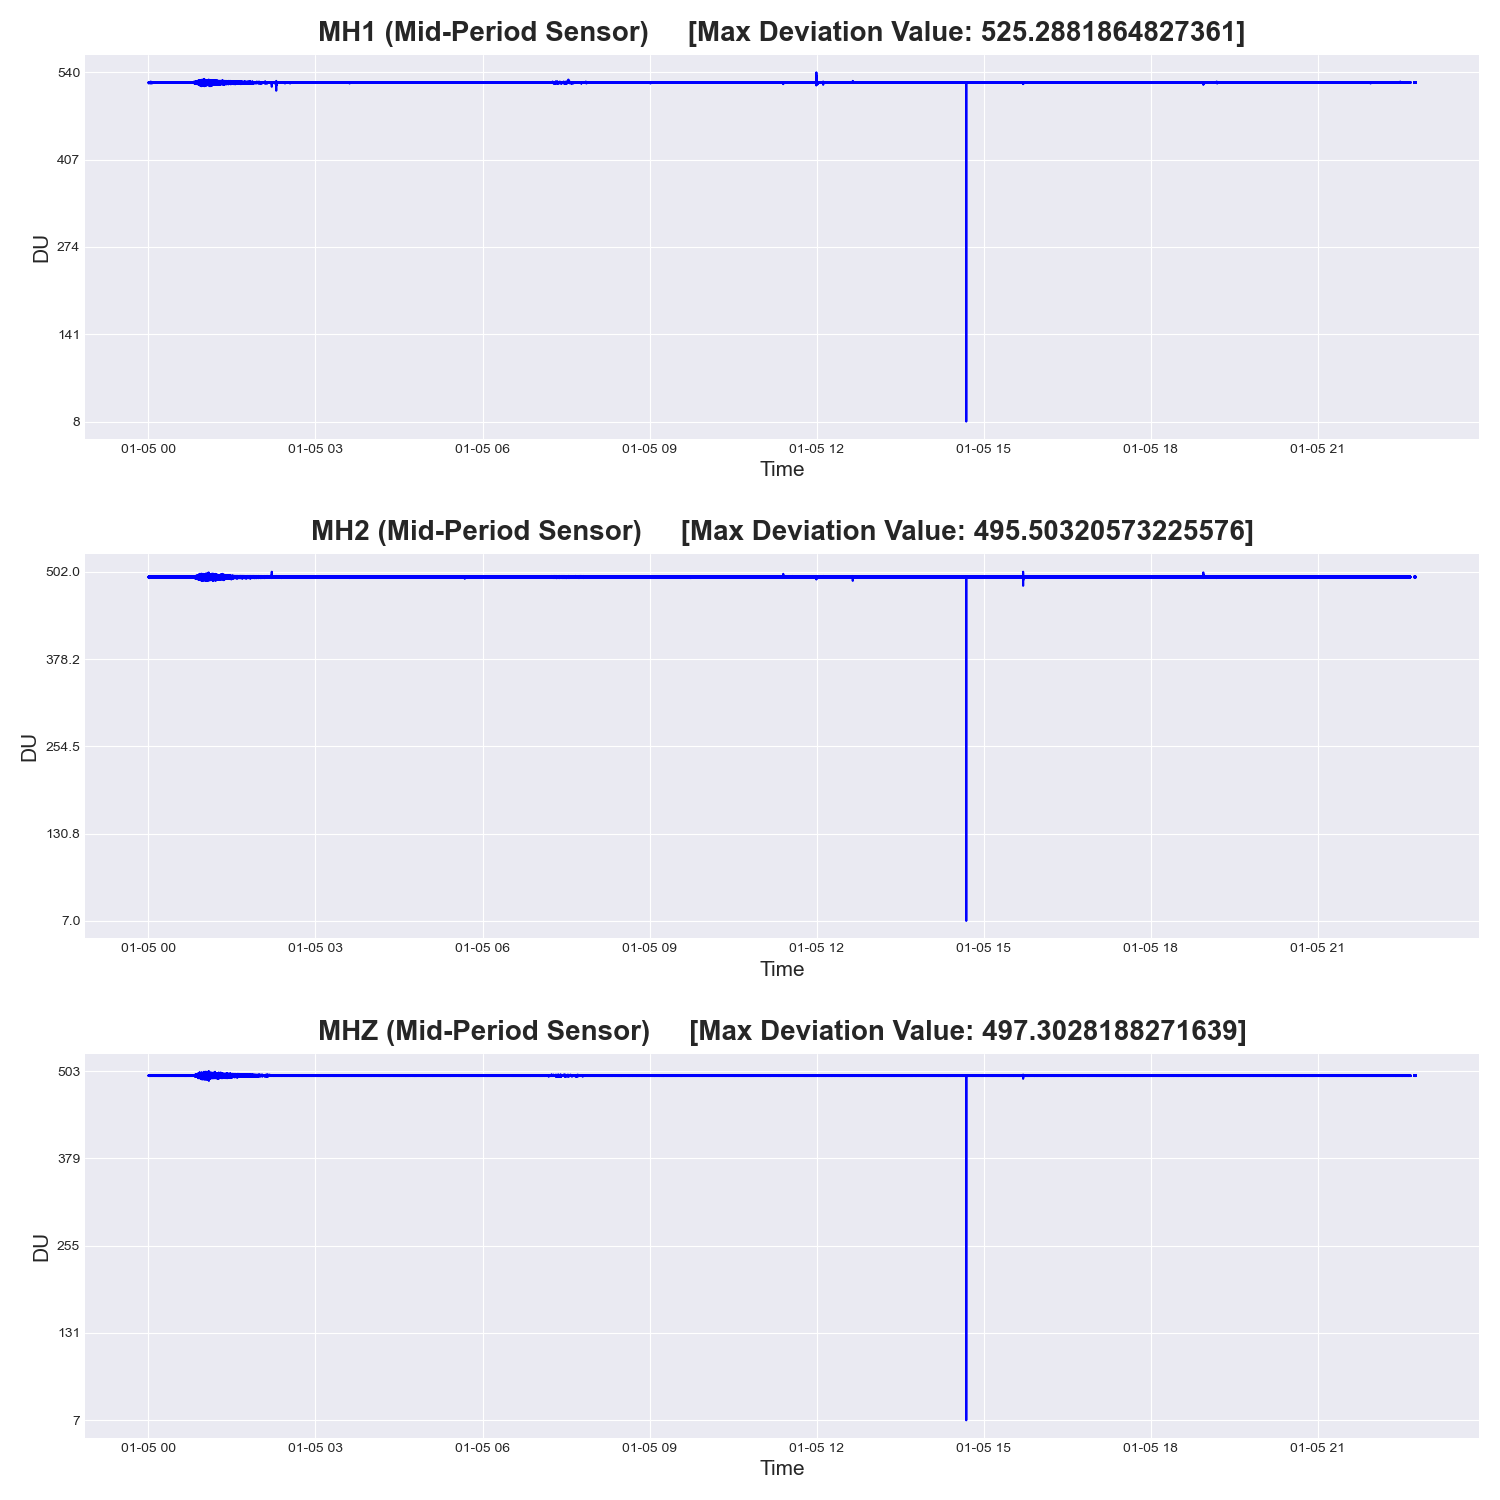 MH1 (Mid-Period Sensor) [Max Deviation Value: 525.2881864827361]
540
407
274
141
8
DU
01-05 00 01-05 03 01-05 06 01-05 09 01-05 12 01-05 15 01-05 18 01-05 21
Time
MH2 (Mid-Period Sensor) [Max Deviation Value: 495.50320573225576]
502.0
378.2
254.5
130.8
7.0
DU
01-05 00 01-05 03 01-05 06 01-05 09 01-05 12 01-05 15 01-05 18 01-05 21
Time
MHZ (Mid-Period Sensor) [Max Deviation Value: 497.3028188271639]
503
379
255
131
7
DU
01-05 00 01-05 03 01-05 06 01-05 09 01-05 12 01-05 15 01-05 18 01-05 21
Time